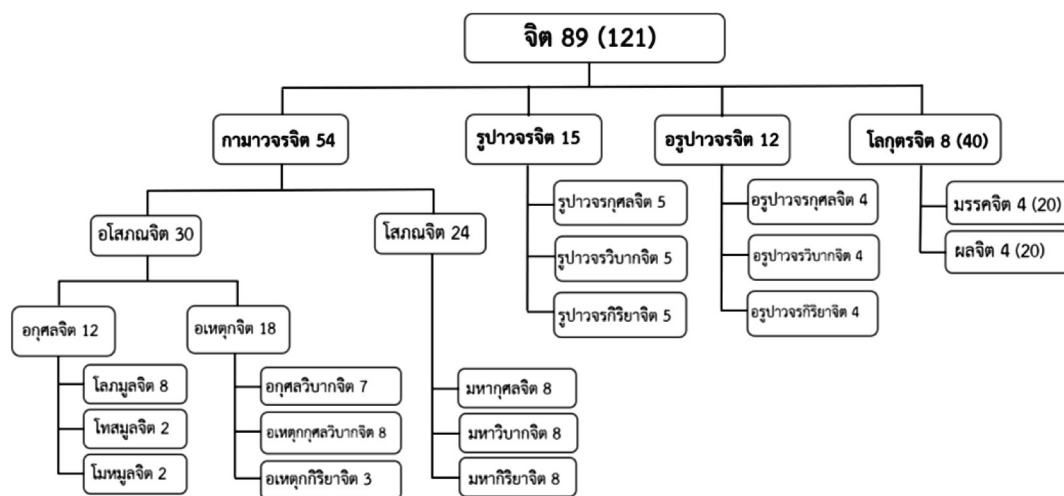 จิต 89 (121)
กามาวจรจิต 54
รูปาวจรจิต 15
อรูปาวจรจิต 12
โลกุตรจิต 8 (40)
รูปาวจรกุศลจิต 5
อรูปาวจรกุศลจิต 4
มรรคจิต 4 (20)
อโสภณจิต 30
โสภณจิต 24
รูปาวจรวิบากจิต 5
อรูปาวจรวิบากจิต 4
ผลจิต 4 (20)
รูปาวจรกิริยาจิต 5
อรูปาวจรกิริยาจิต 4
อกุศลจิต 12
อเหตุกจิต 18
โลภมูลจิต 8
อกุศลวิบากจิต 7
มหากุศลจิต 8
โทสมูลจิต 2
อเหตุกกุศลวิบากจิต 8
มหาวิบากจิต 8
โมหมูลจิต 2
อเหตุกกิริยาจิต 3
มหากิริยาจิต 8